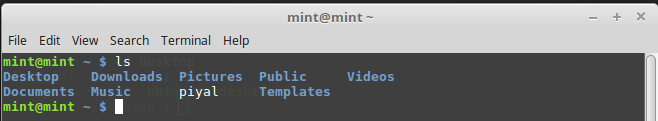 mint@mint ~
File Edit View Search Terminal Help
mint@mint ~ $ ls
Desktop Downloads Pictures Public Videos
Documents Music piyal Templates
mint@mint ~ $